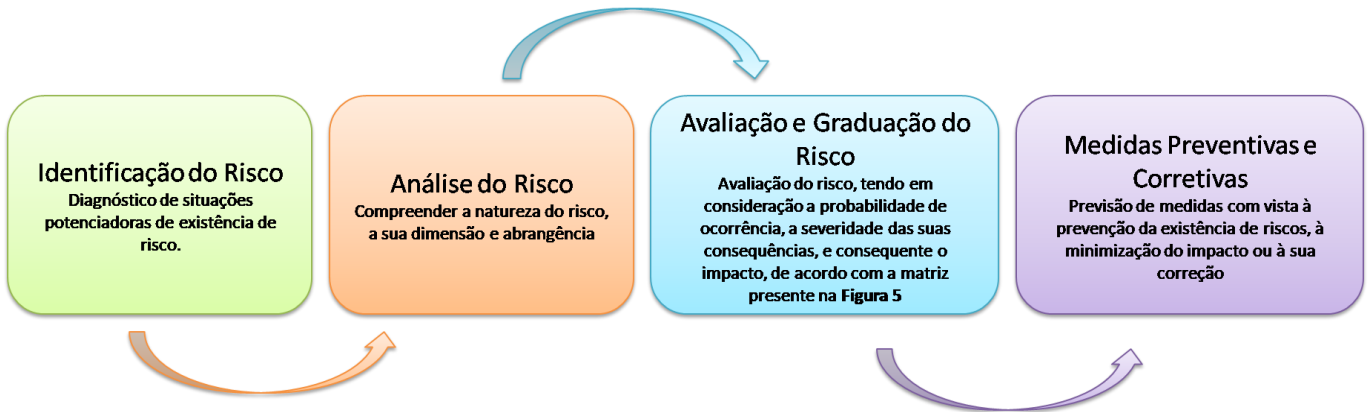 Identificação do Risco
Diagnóstico de situações
potenciadoras de existência de
risco.
Análise do Risco
Compreender a natureza do risco,
a sua dimensão e abrangência
Avaliação e Graduação do
Risco
Avaliação do risco, tendo em
consideração a probabilidade de
ocorrência, a severidade das suas
consequências, e consequente o
impacto, de acordo com a matriz
presente na Figura 5
Medidas Preventivas e
Corretivas
Previsão de medidas com vista à
prevenção da existência de riscos, à
minimização do impacto ou à sua
correção